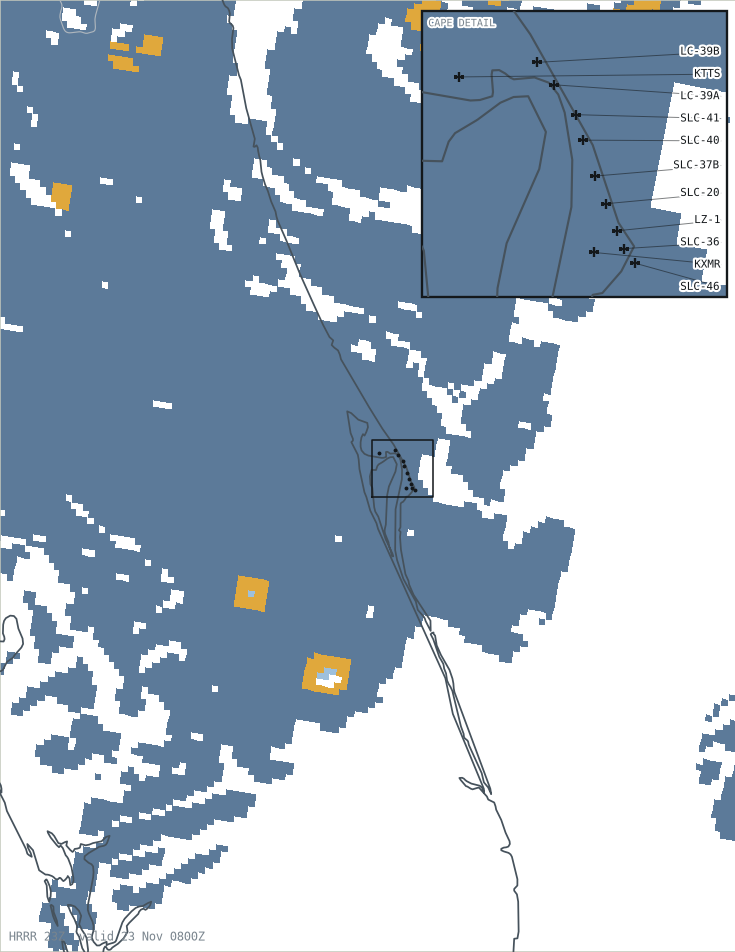 CAPE DETAIL
LC-39B
KTTS
LC-39A
SLC-41
SLC-40
SLC-37B
SLC-20
LZ-1
SLC-36
KXMR
SLC-46
valid 23 Nov 0800Z
HRRR